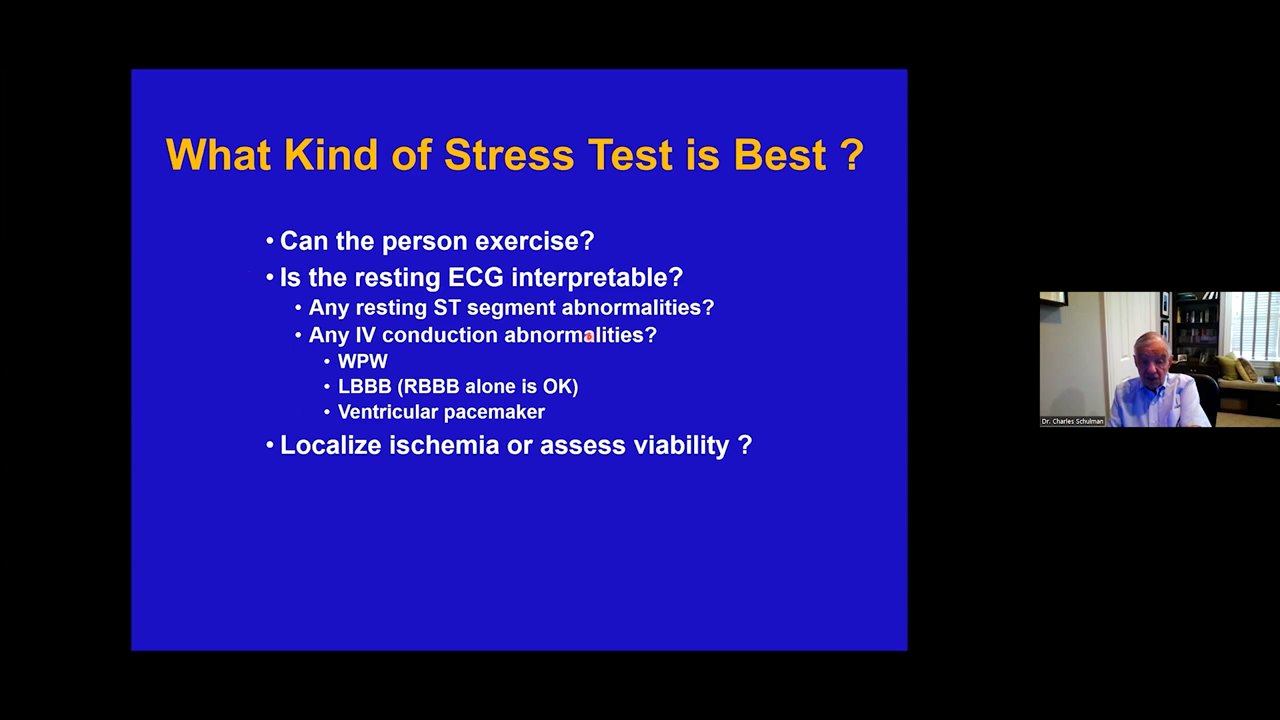 What Kind of Stress Test is Best ?
• Can the person exercise?
• Is the resting ECG interpretable?
• Any resting ST segment abnormalities?
• Any IV conduction abnormalities?
• WPW
• LBBB (RBBB alone is OK)
• Ventricular pacemaker
• Localize ischemia or assess viability ?
Dr. Charles Schulman